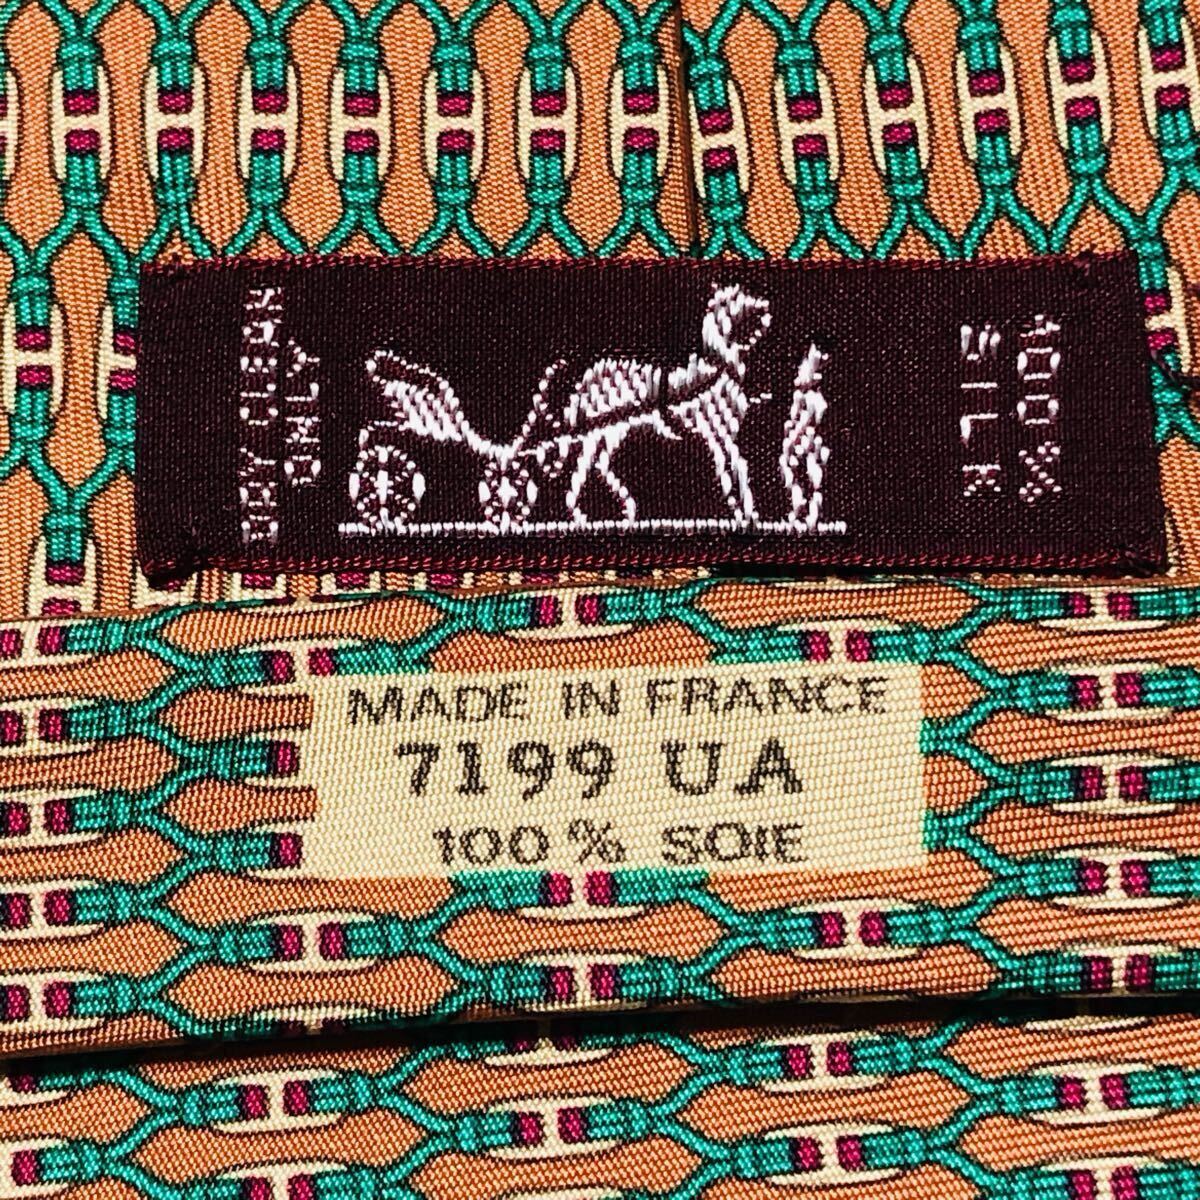 DRY CLEAN
ONLY
100%
SILK
MADE IN FRANCE
7199 UA
100% SOIE